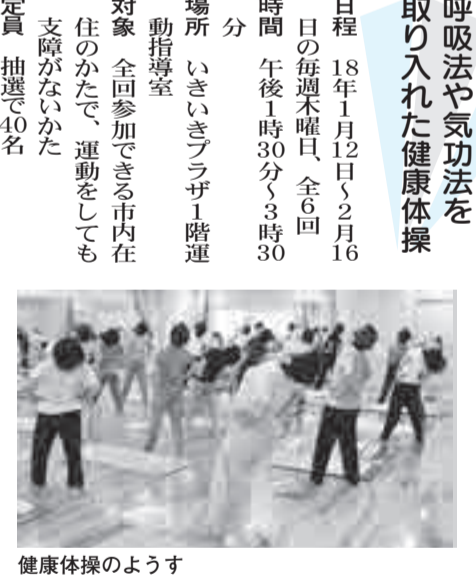 呼吸法や気功法を
取り入れた健康体操
日程　18年1月12日～2月16
日の毎週木曜日、全6回
時間　午後1時30分～3時30
分
場所　いきいきプラザ1階運
動指導室
対象　全回参加できる市内在
住のかたで、運動をしても
支障がないかた
定員　抽選で40名
健康体操のようす